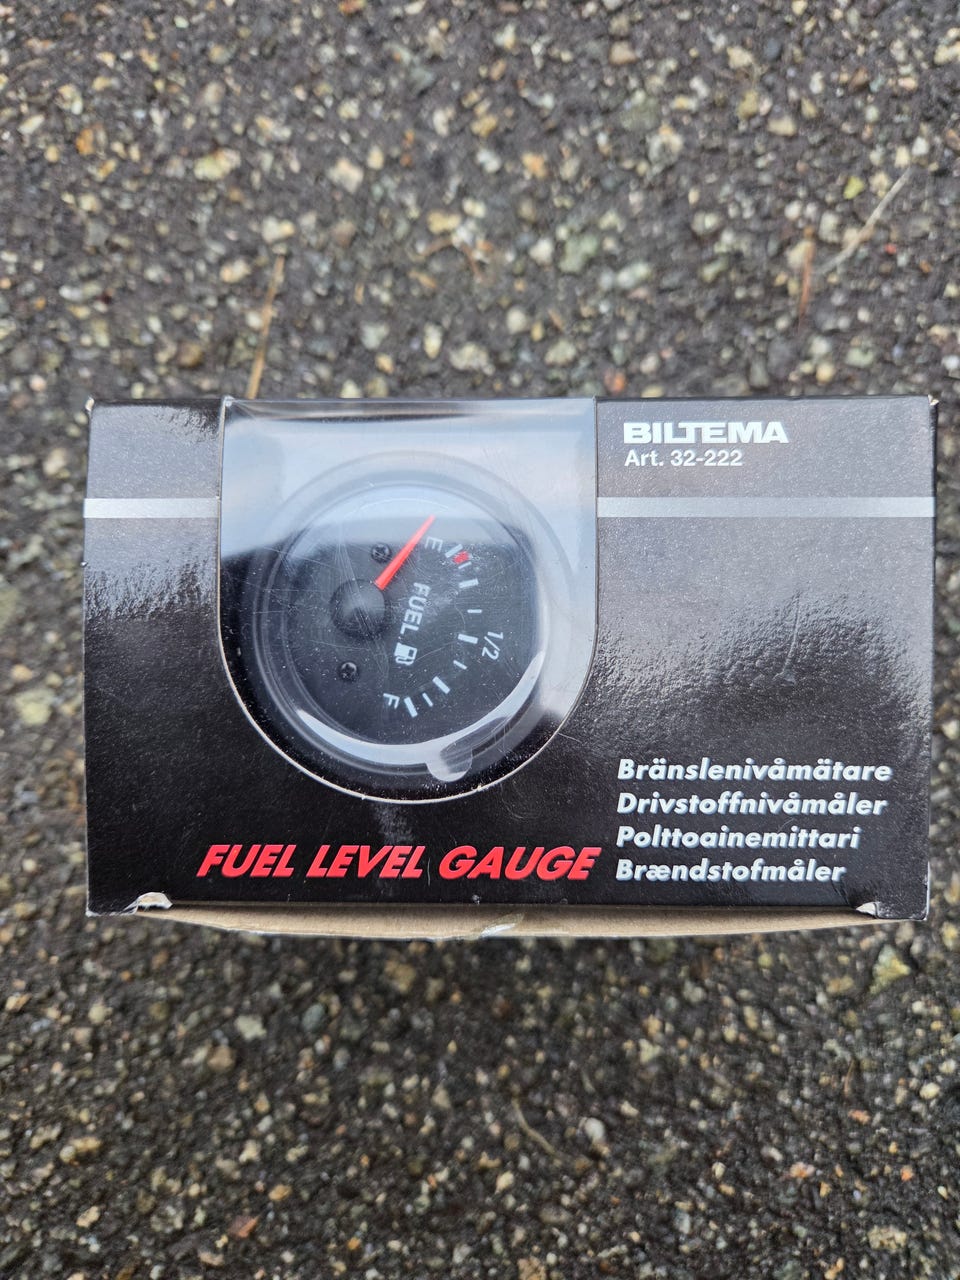 BILTEMA
Art. 32-222
E
FUEL
1/2
F
Bränslenivåmätare
Drivstoffnivåmåler
Polttoainemittari
Brændstofmåler
FUEL LEVEL GAUGE